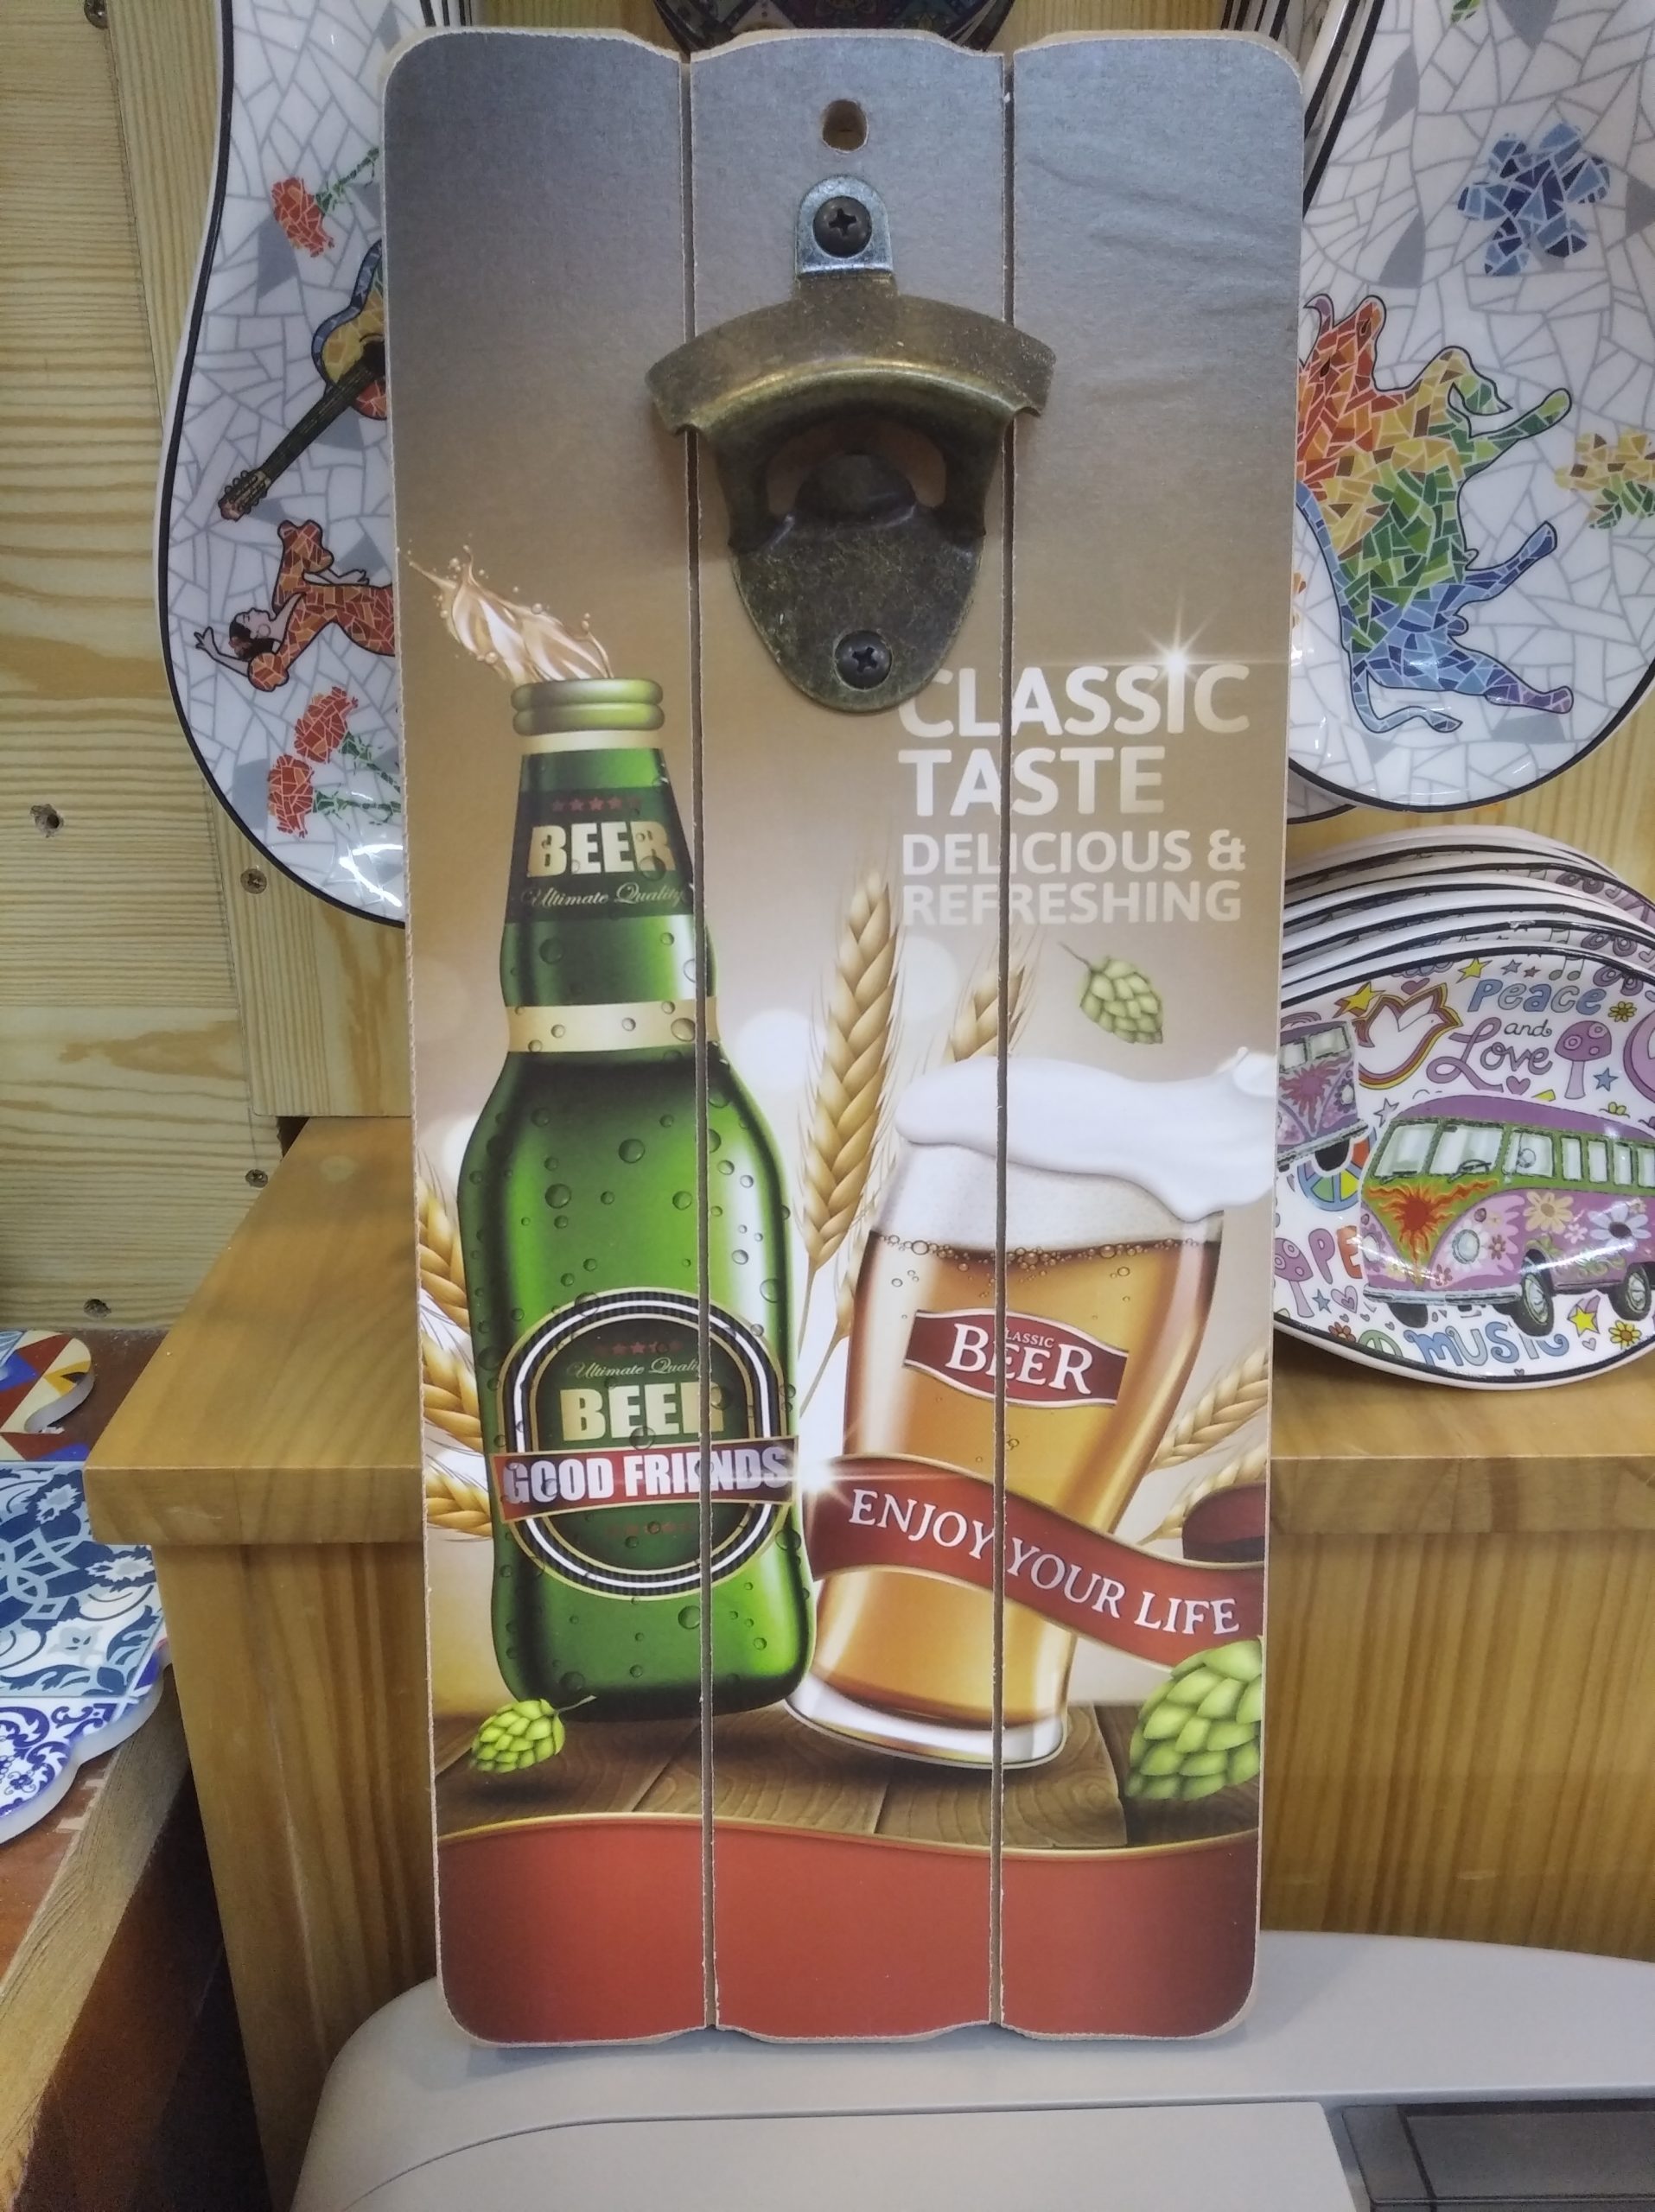 CLASSIC
TASTE
DELICIOUS &
REFRESHING
BEER
Ultimate Quality
Ultimate
BEER
GOOD FRIENDS
CLASSIC
BEER
ENJOY YOUR LIFE
Peace
and
Love
MUSIC